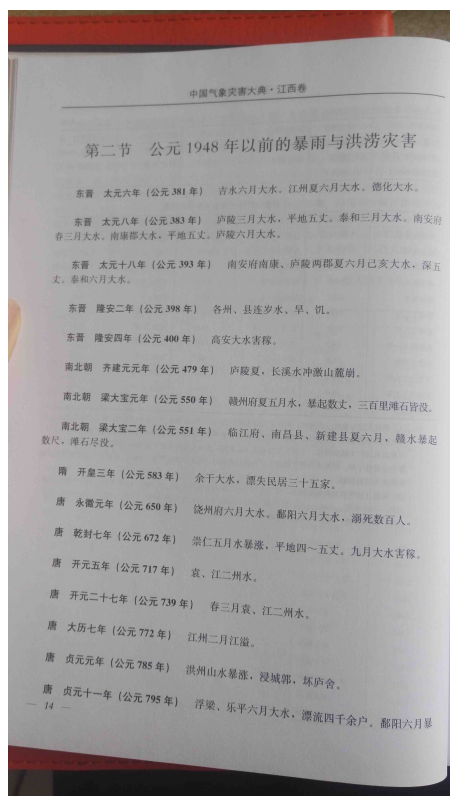 中国气象灾害大典·江西卷
第二节 公元1948年以前的暴雨与洪涝灾害
东晋 太元六年（公元381年） 吉水六月大水。江州夏六月大水。德化大水。
东晋 太元八年（公元383年） 庐陵三月大水，平地五丈。泰和三月大水。南安府
春三月大水。南康郡大水，平地五丈。庐陵六月大水。
东晋 太元十八年（公元393年） 南安府南康、庐陵两郡夏六月己亥大水，深五
丈。泰和六月大水。
东晋 隆安二年（公元398年） 各州、县连岁水、旱、饥。
东晋 隆安四年（公元400年） 高安大水害稼。
南北朝 齐建元元年（公元479年） 庐陵夏，长溪水冲激山麓崩。
南北朝 梁大宝元年（公元550年） 赣州府夏五月水，暴起数丈，三百里滩石皆没。
南北朝 梁大宝二年（公元551年） 临江府、南昌县、新建县夏六月，赣水暴起
数尺，滩石尽没。
隋 开皇三年（公元583年） 余干大水，漂失民居三十五家。
唐 永徽元年（公元650年） 饶州府六月大水。鄱阳六月大水，溺死数百人。
唐 乾封七年（公元672年） 崇仁五月水暴涨，平地四～五丈。九月大水害稼。
唐 开元五年（公元717年） 袁、江二州水。
唐 开元二十七年（公元739年） 春三月袁、江二州水。
唐 大历七年（公元772年） 江州二月江溢。
唐 贞元元年（公元785年） 洪州山水暴涨，浸城郭，坏庐舍。
唐 贞元十一年（公元795年） 浮梁、乐平六月大水，漂流四千余户。鄱阳六月暴
— 14 —